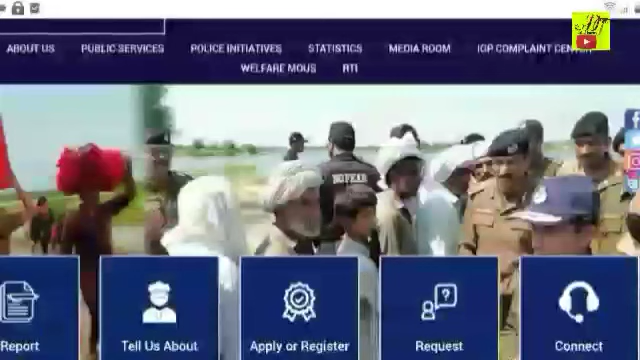 ABOUT US PUBLIC SERVICES POLICE INITIATIVES STATISTICS MEDIA ROOM IGP COMPLAINT CENTER
WELFARE MOUS RTI
Report Tell Us About Apply or Register Request Connect